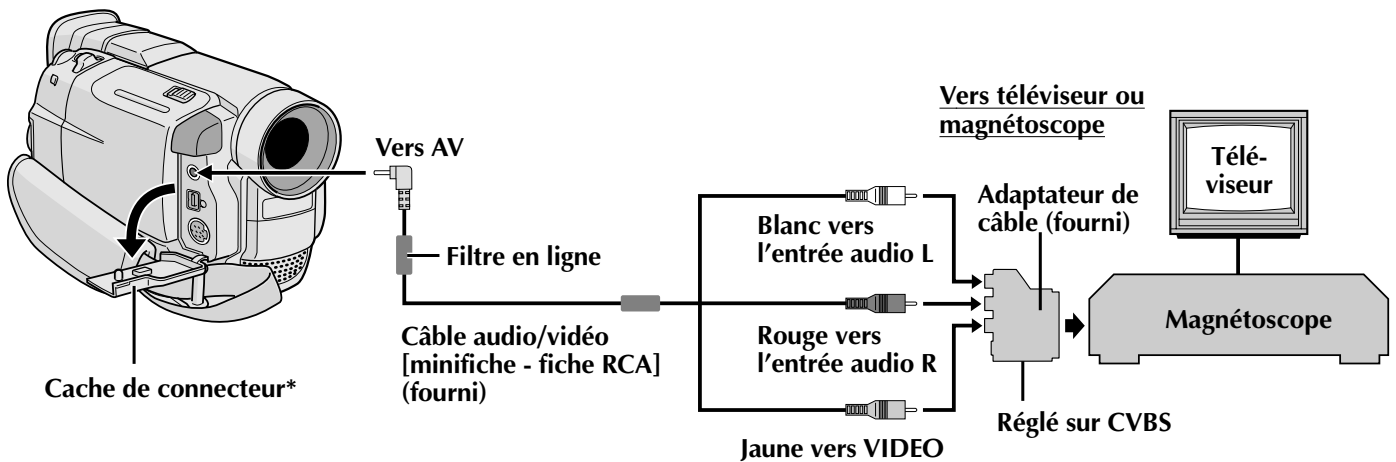 Vers AV
Filtre en ligne
Câble audio/vidéo
[minifiche - fiche RCA]
(fourni)
Cache de connecteur*
Blanc vers
l'entrée audio L
Rouge vers
l'entrée audio R
Jaune vers VIDEO
Vers téléviseur ou
magnétoscope
Adaptateur de
câble (fourni)
Réglé sur CVBS
Télé-
viseur
Magnétoscope